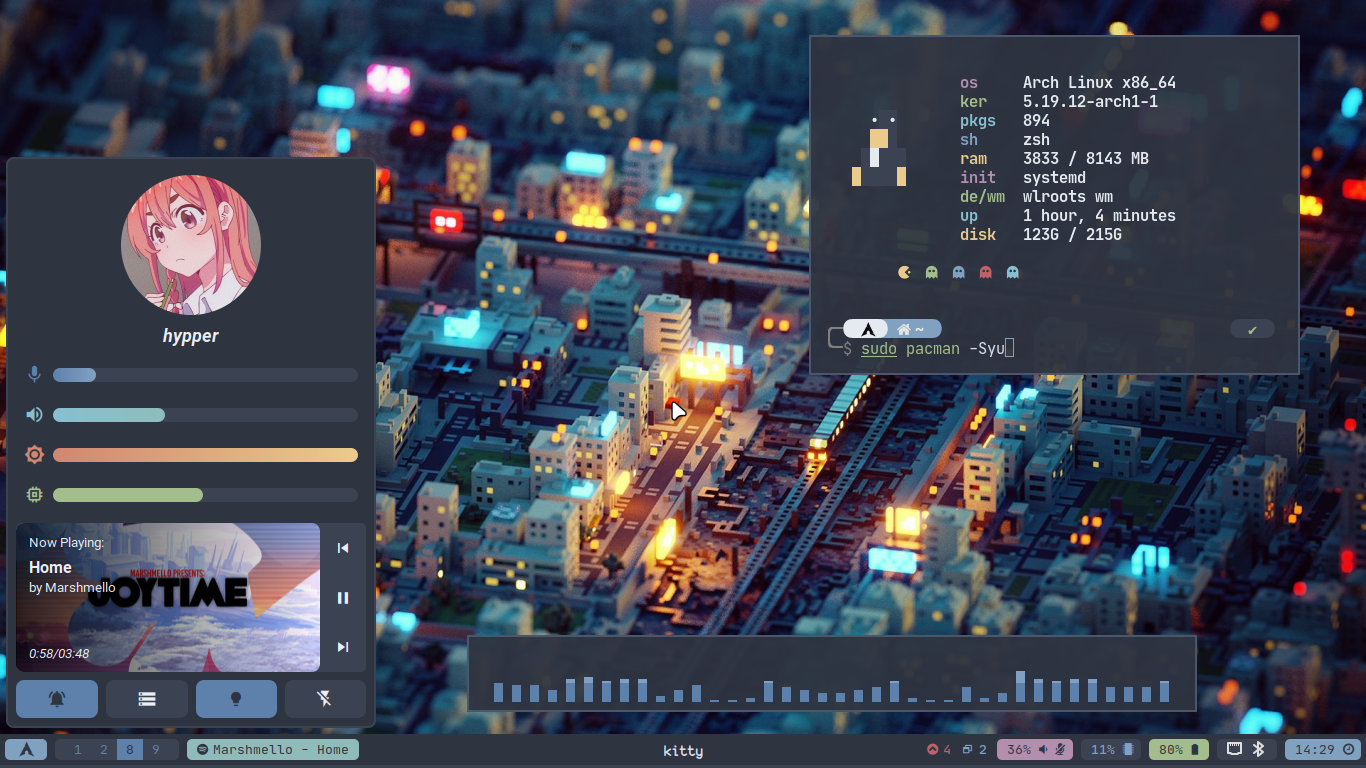 os Arch Linux x86_64
ker 5.19.12-arch1-1
pkgs 894
sh zsh
ram 3833 / 8143 MB
init systemd
de/wm wlroots wm
up 1 hour, 4 minutes
disk 123G / 215G
~ ✔
$ sudo pacman -Syu
hypper
Now Playing:
MARSHMELLO PRESENTS:
Home
JOYTIME
by Marshmello
0:58/03:48
1 2 8 9 Marshmello - Home kitty 4 2 36% 11% 80% 14:29